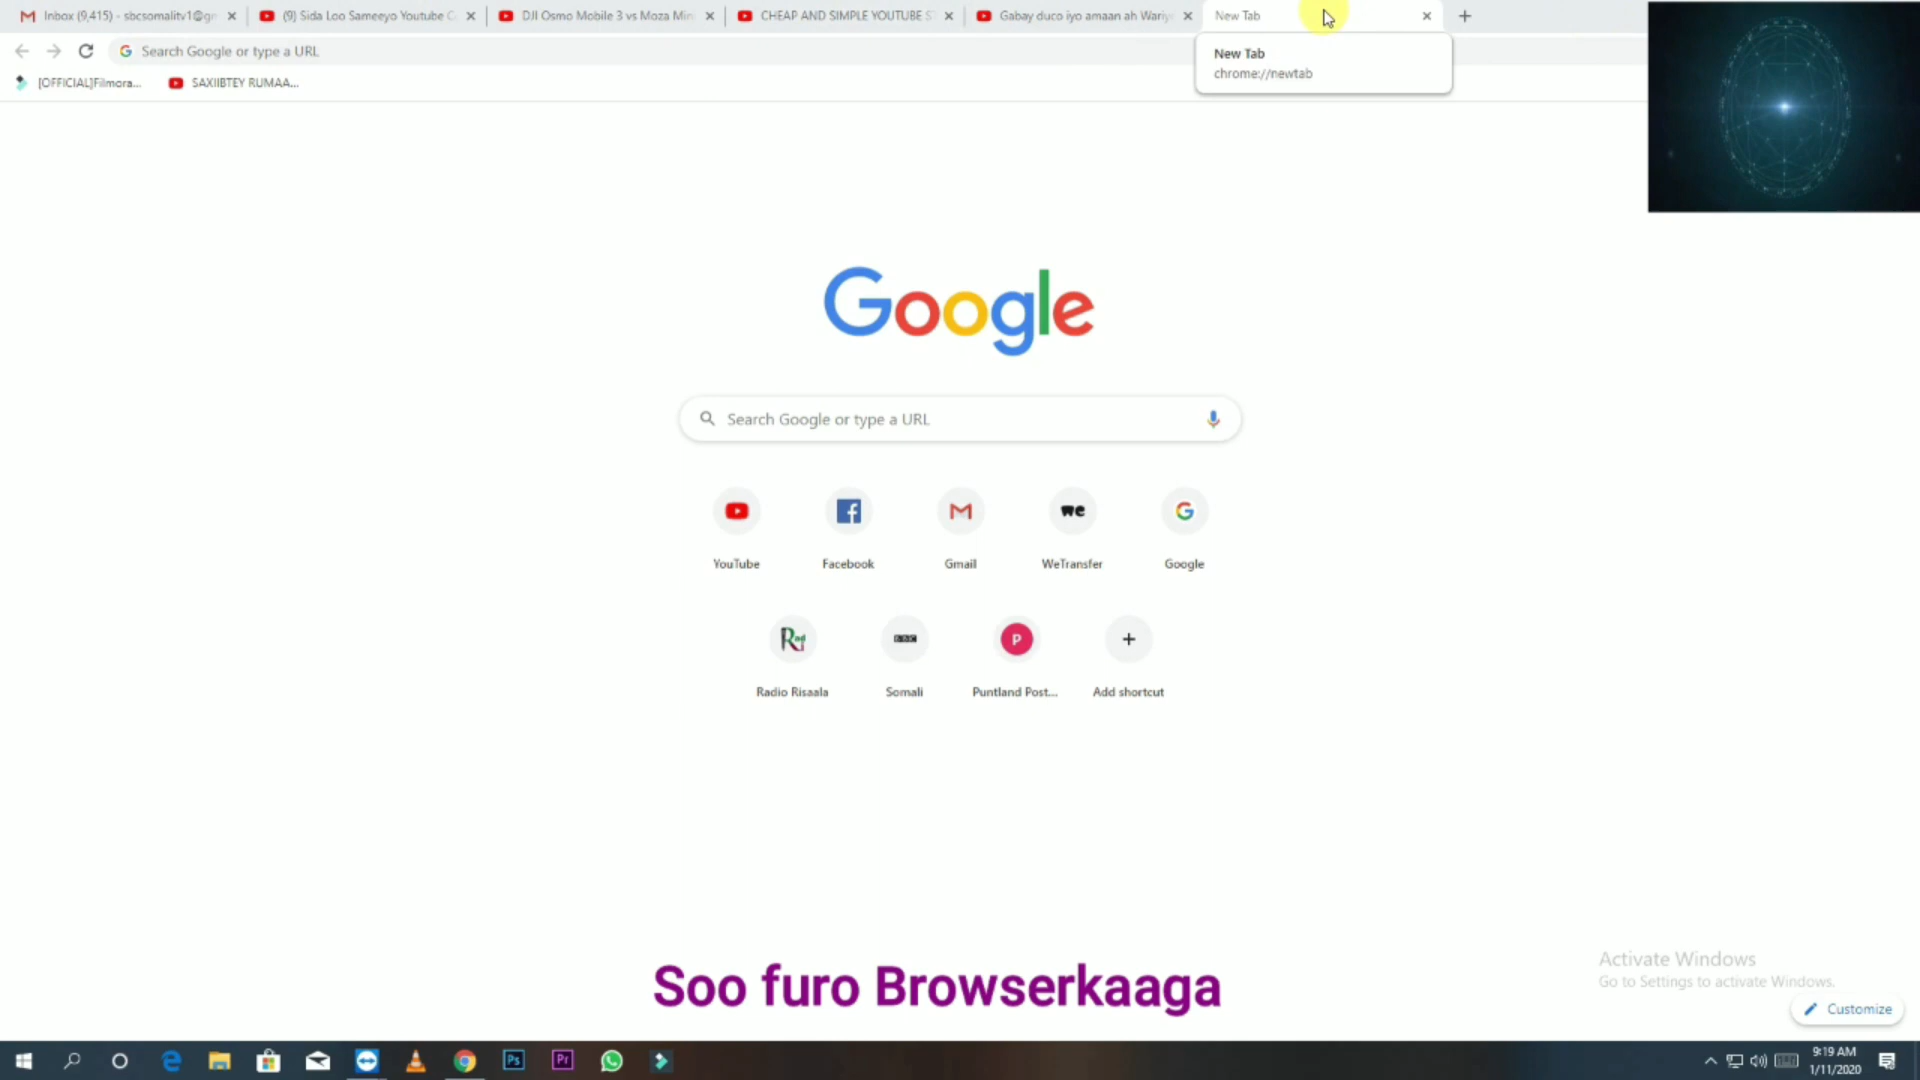 Inbox (9,415) - sbcsomalitv1@gn
(9) Sida Loo Sameeyo Youtube C
DJI Osmo Mobile 3 vs Moza Min
CHEAP AND SIMPLE YOUTUBE S
Gabay duco iyo amaan ah Wariy
New Tab
Search Google or type a URL
New Tab
chrome://newtab
[OFFICIAL]Filmora...
SAXIIBTEY RUMAA...
Google
Search Google or type a URL
YouTube
Facebook
Gmail
WeTransfer
Google
Radio Risaala
Somali
Puntland Post...
Add shortcut
Activate Windows
Go to Settings to activate Windows.
Soo furo Browserkaaga
Customize
9:19 AM
1/11/2020